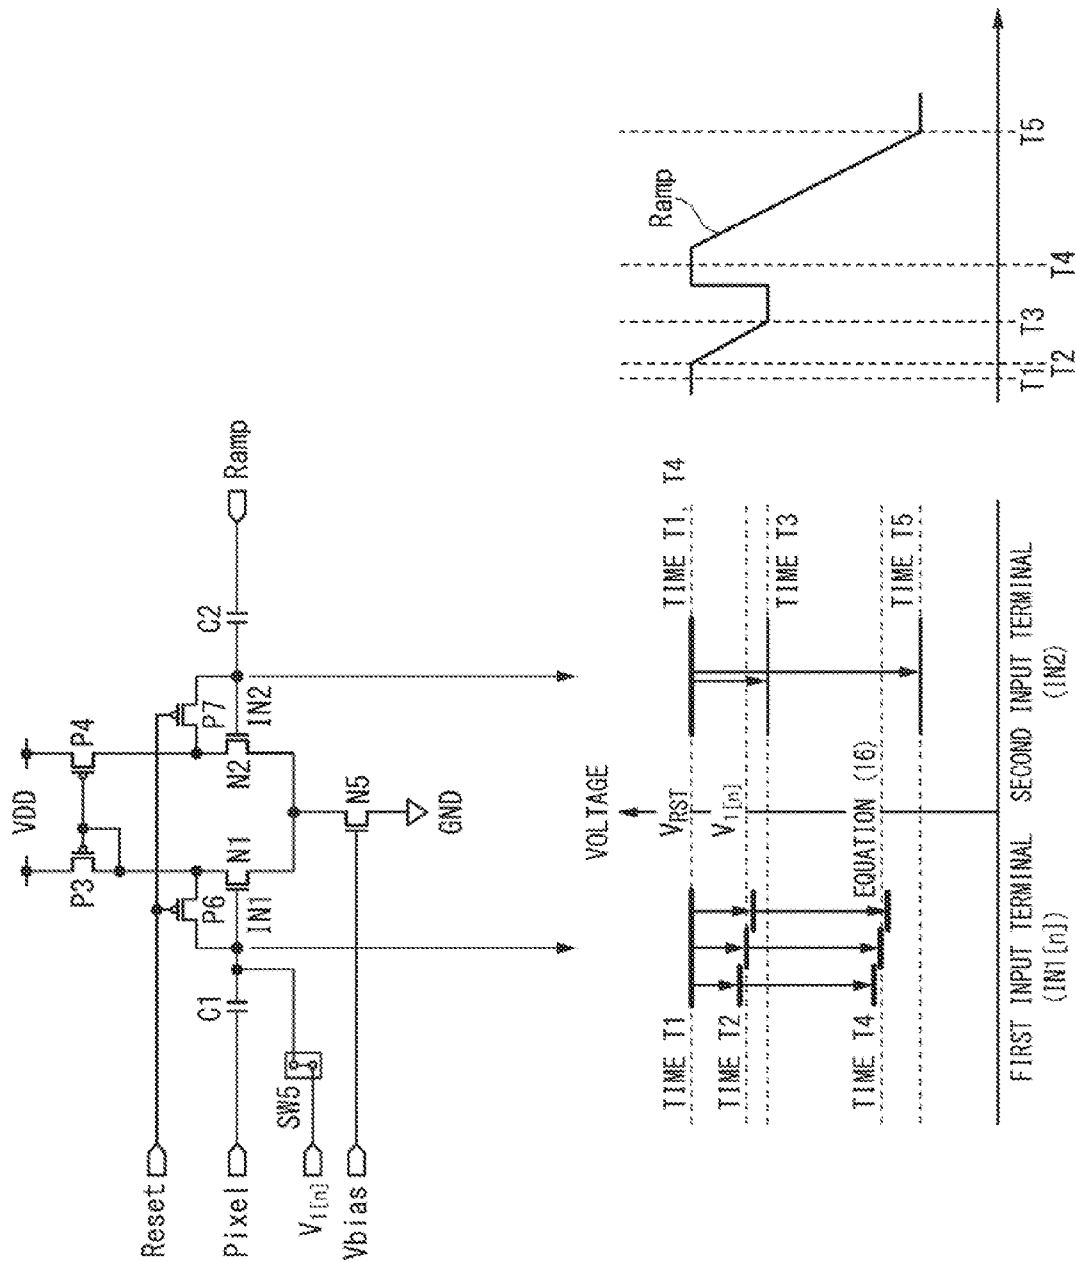 VDD
P3
P4
Reset
P6
P7
Pixel
C1
IN1
N1
N2
IN2
C2
Ramp
SW5
V1[n]
Vbias
N5
GND
VOLTAGE
VRST
V1[n]
EQUATION (16)
TIME T1
TIME T2
TIME T4
TIME T1, T4
TIME T3
TIME T5
FIRST INPUT TERMINAL
(IN1[n])
SECOND INPUT TERMINAL
(IN2)
Ramp
T1
T2
T3
T4
T5